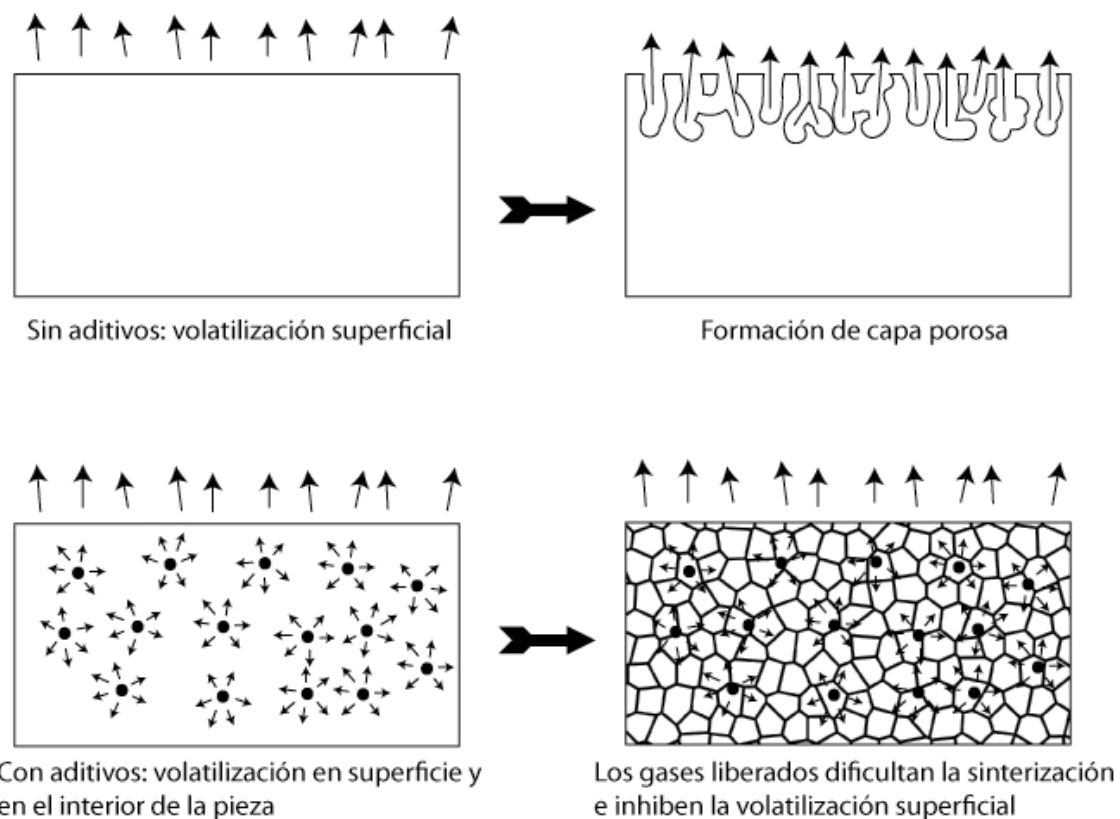 Sin aditivos: volatilización superficial
Formación de capa porosa
Con aditivos: volatilización en superficie y
en el interior de la pieza
Los gases liberados dificultan la sinterización
e inhiben la volatilización superficial